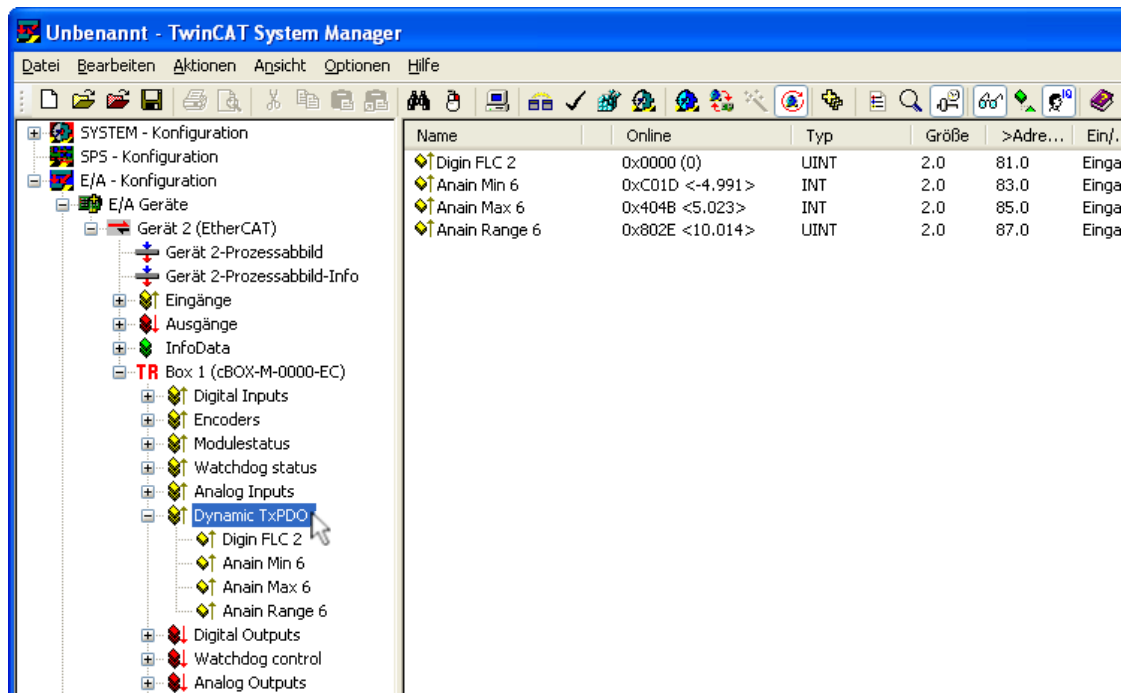 Unbenannt - TwinCAT System Manager
Datei Bearbeiten Aktionen Ansicht Optionen Hilfe
SYSTEM - Konfiguration
SPS - Konfiguration
E/A - Konfiguration
E/A Geräte
Gerät 2 (EtherCAT)
Gerät 2-Prozessabbild
Gerät 2-Prozessabbild-Info
Eingänge
Ausgänge
InfoData
TR Box 1 (cBOX-M-0000-EC)
Digital Inputs
Encoders
Modulestatus
Watchdog status
Analog Inputs
Dynamic TxPDO
Digin FLC 2
Anain Min 6
Anain Max 6
Anain Range 6
Digital Outputs
Watchdog control
Analog Outputs
Name Online Typ Größe >Adre... Ein/.
Digin FLC 2 0x0000 (0) UINT 2.0 81.0 Einga
Anain Min 6 0xC01D <-4.991> INT 2.0 83.0 Einga
Anain Max 6 0x404B <5.023> INT 2.0 85.0 Einga
Anain Range 6 0x802E <10.014> UINT 2.0 87.0 Einga